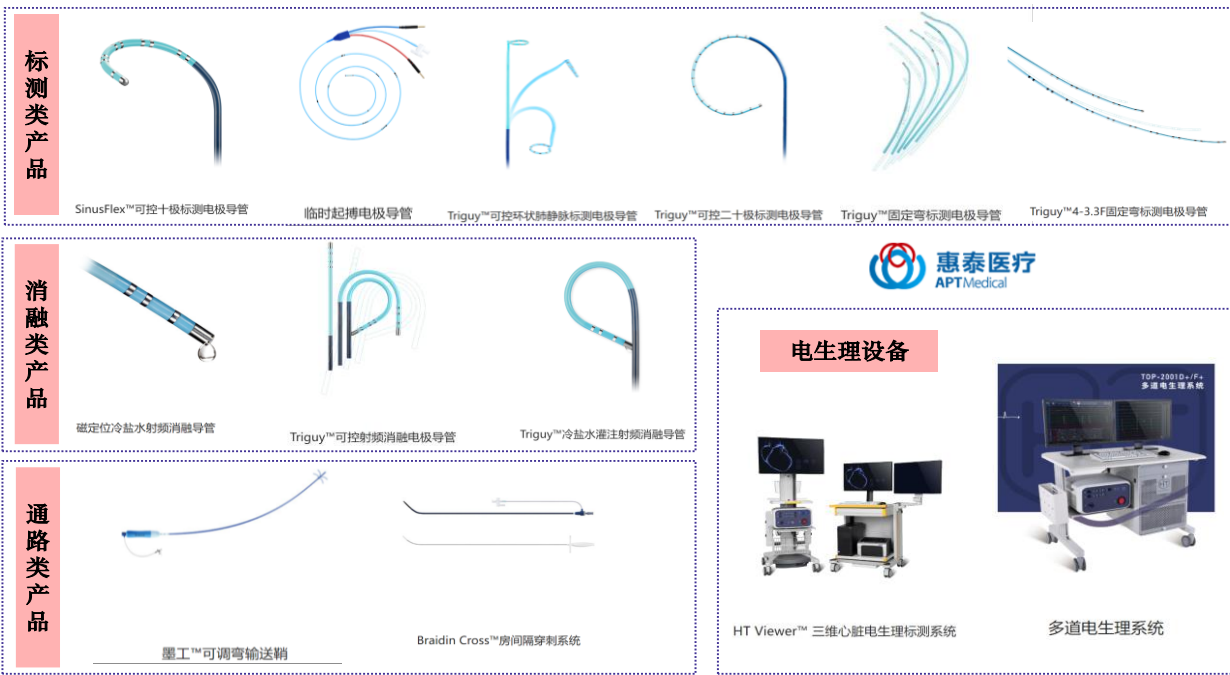 标测类产品
SinusFlex™可控十极标测电极导管
临时起搏电极导管
Triguy™可控环状肺静脉标测电极导管
Triguy™可控二十极标测电极导管
Triguy™固定弯标测电极导管
Triguy™4-3.3F固定弯标测电极导管
消融类产品
磁定位冷盐水射频消融导管
Triguy™可控射频消融电极导管
Triguy™冷盐水灌注射频消融导管
惠泰医疗
APTMedical
通路类产品
墨工™可调弯输送鞘
Braidin Cross™房间隔穿刺系统
电生理设备
TOP-2001D+/F+
多道电生理系统
HT Viewer™ 三维心脏电生理标测系统
多道电生理系统